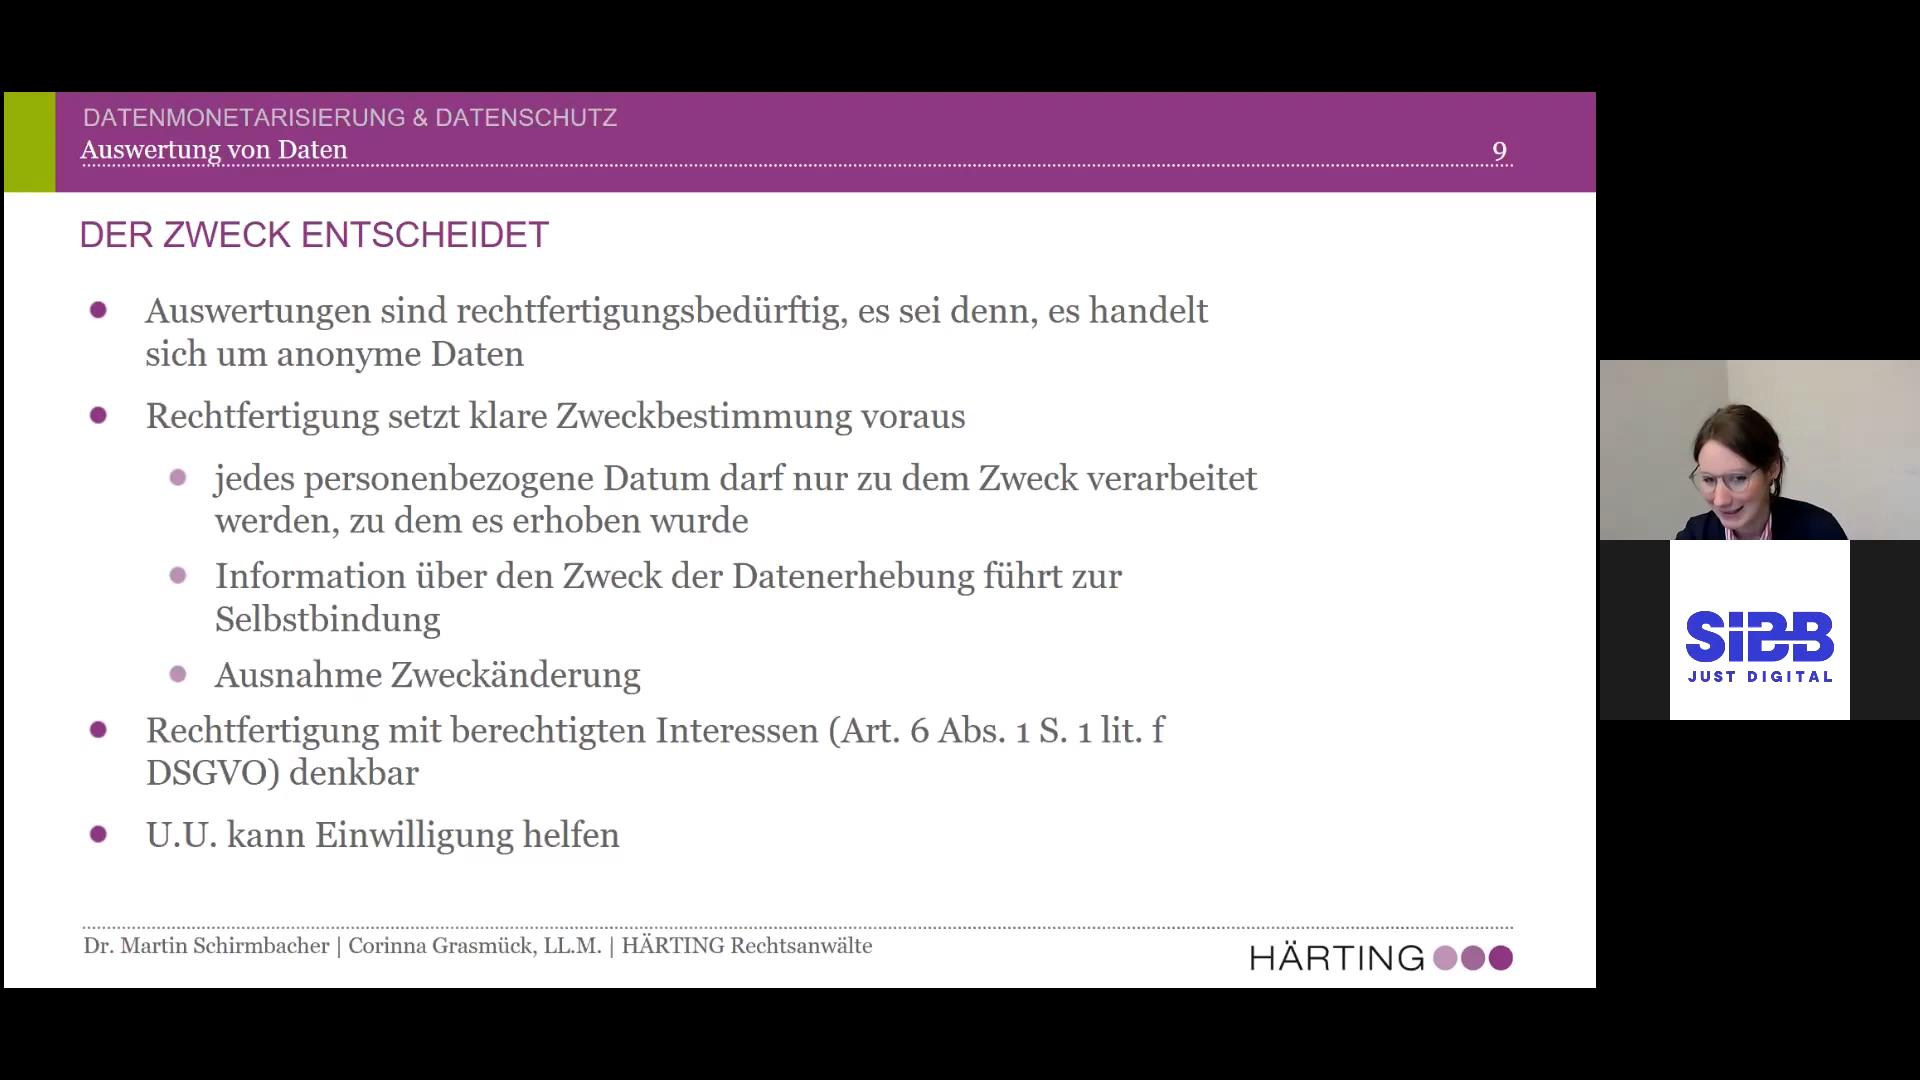 DATENMONETARISIERUNG & DATENSCHUTZ
Auswertung von Daten
9
DER ZWECK ENTSCHEIDET
Auswertungen sind rechtfertigungsbedürftig, es sei denn, es handelt
sich um anonyme Daten
Rechtfertigung setzt klare Zweckbestimmung voraus
jedes personenbezogene Datum darf nur zu dem Zweck verarbeitet
werden, zu dem es erhoben wurde
Information über den Zweck der Datenerhebung führt zur
Selbstbindung
Ausnahme Zweckänderung
Rechtfertigung mit berechtigten Interessen (Art. 6 Abs. 1 S. 1 lit. f
DSGVO) denkbar
U.U. kann Einwilligung helfen
Dr. Martin Schirmbacher | Corinna Grasmück, LL.M. | HÄRTING Rechtsanwälte
HÄRTING
SIBB
JUST DIGITAL